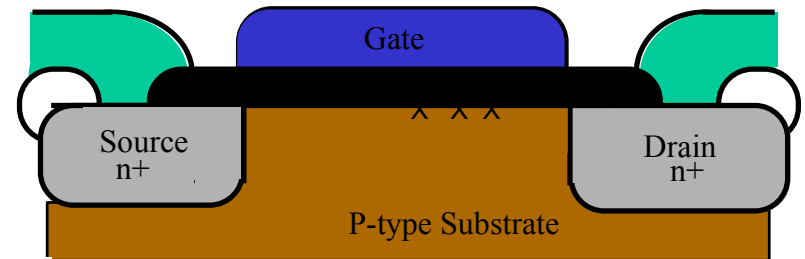 Gate
X X X
Source
n+
Drain
n+
P-type Substrate